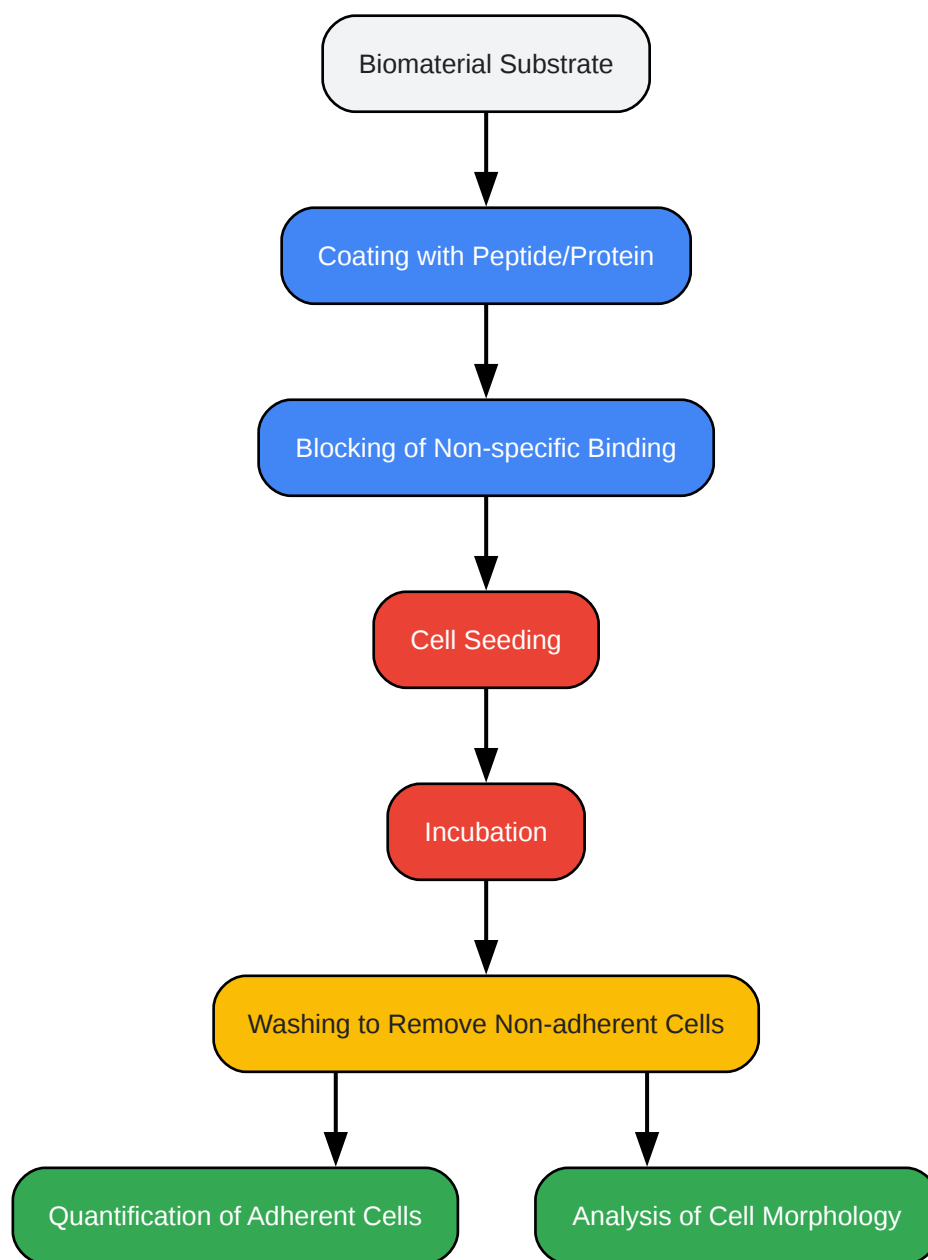 Biomaterial Substrate
Coating with Peptide/Protein
Blocking of Non-specific Binding
Cell Seeding
Incubation
Washing to Remove Non-adherent Cells
Quantification of Adherent Cells
Analysis of Cell Morphology